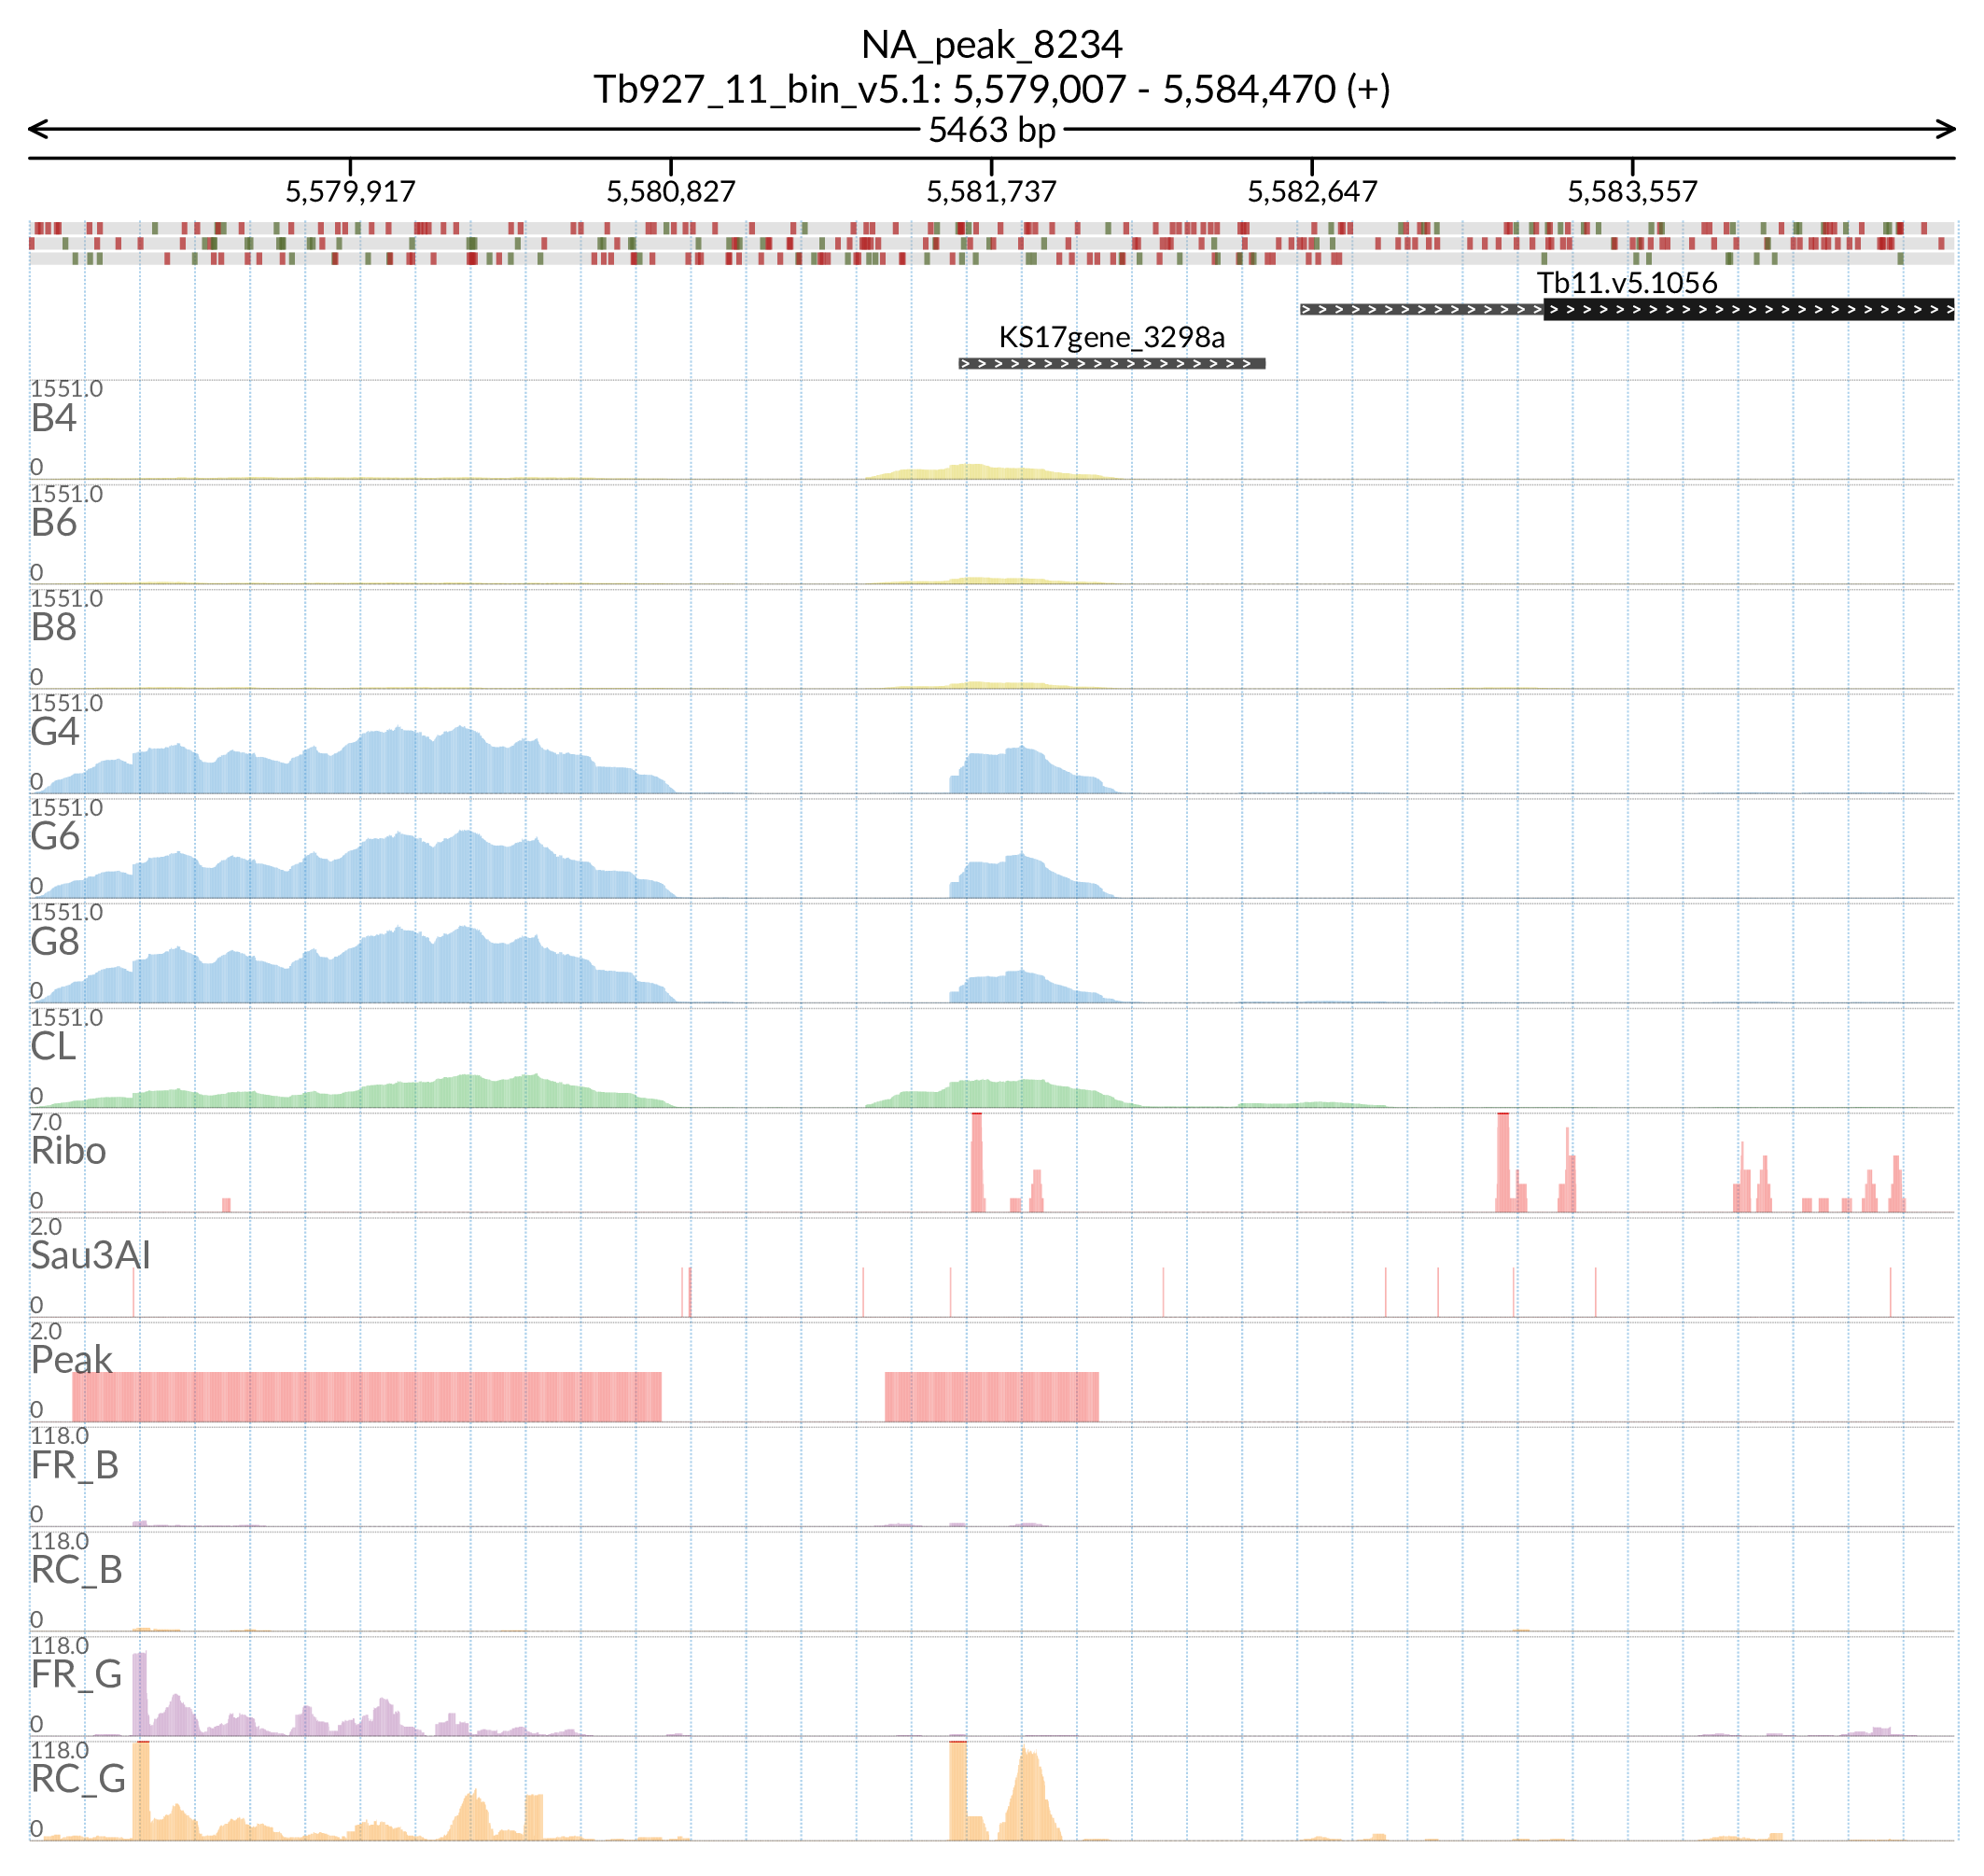 NA_peak_8234
Tb927_11_bin_v5.1: 5,579,007 - 5,584,470 (+)
5463 bp
5,579,917 5,580,827 5,581,737 5,582,647 5,583,557
Tb11.v5.1056
KS17gene_3298a
1551.0
B4
0
1551.0
B6
0
1551.0
B8
0
1551.0
G4
0
1551.0
G6
0
1551.0
G8
0
1551.0
CL
0
7.0
Ribo
0
2.0
Sau3AI
0
2.0
Peak
0
118.0
FR_B
0
118.0
RC_B
0
118.0
FR_G
0
118.0
RC_G
0